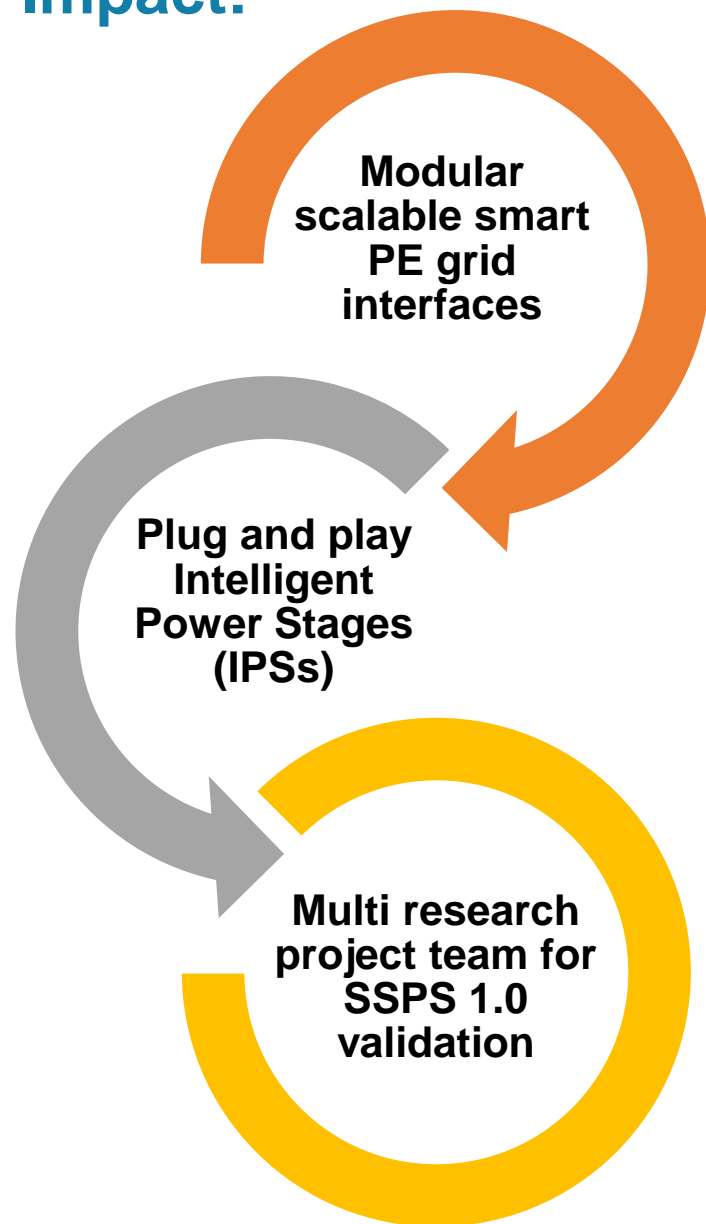 Impact:
Modular
scalable smart
PE grid
interfaces
Plug and play
Intelligent
Power Stages
(IPSs)
Multi research
project team for
SSPS 1.0
validation